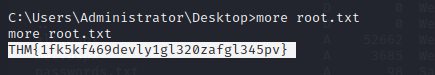 C:\Users\Administrator\Desktop>more root.txt
more root.txt
THM{1fk5kf469devly1gl320zafgl345pv}